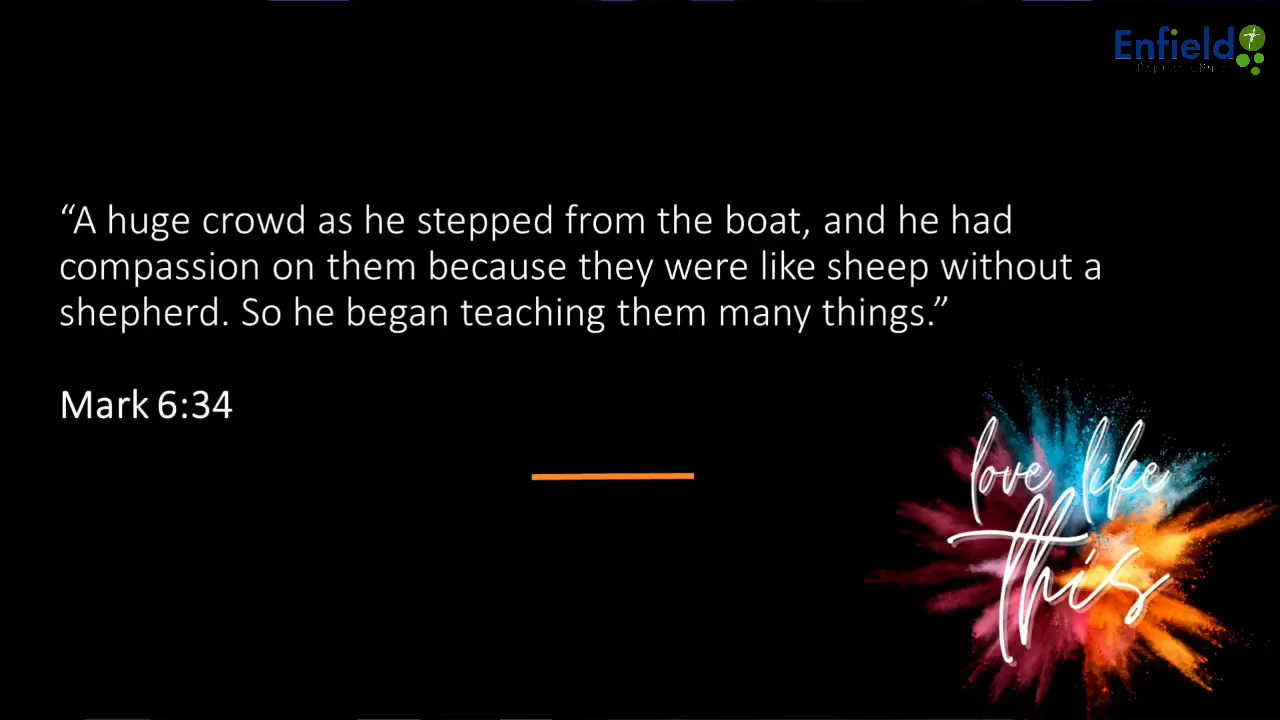 Enfield
“A huge crowd as he stepped from the boat, and he had
compassion on them because they were like sheep without a
shepherd. So he began teaching them many things.”
Mark 6:34
love like
this